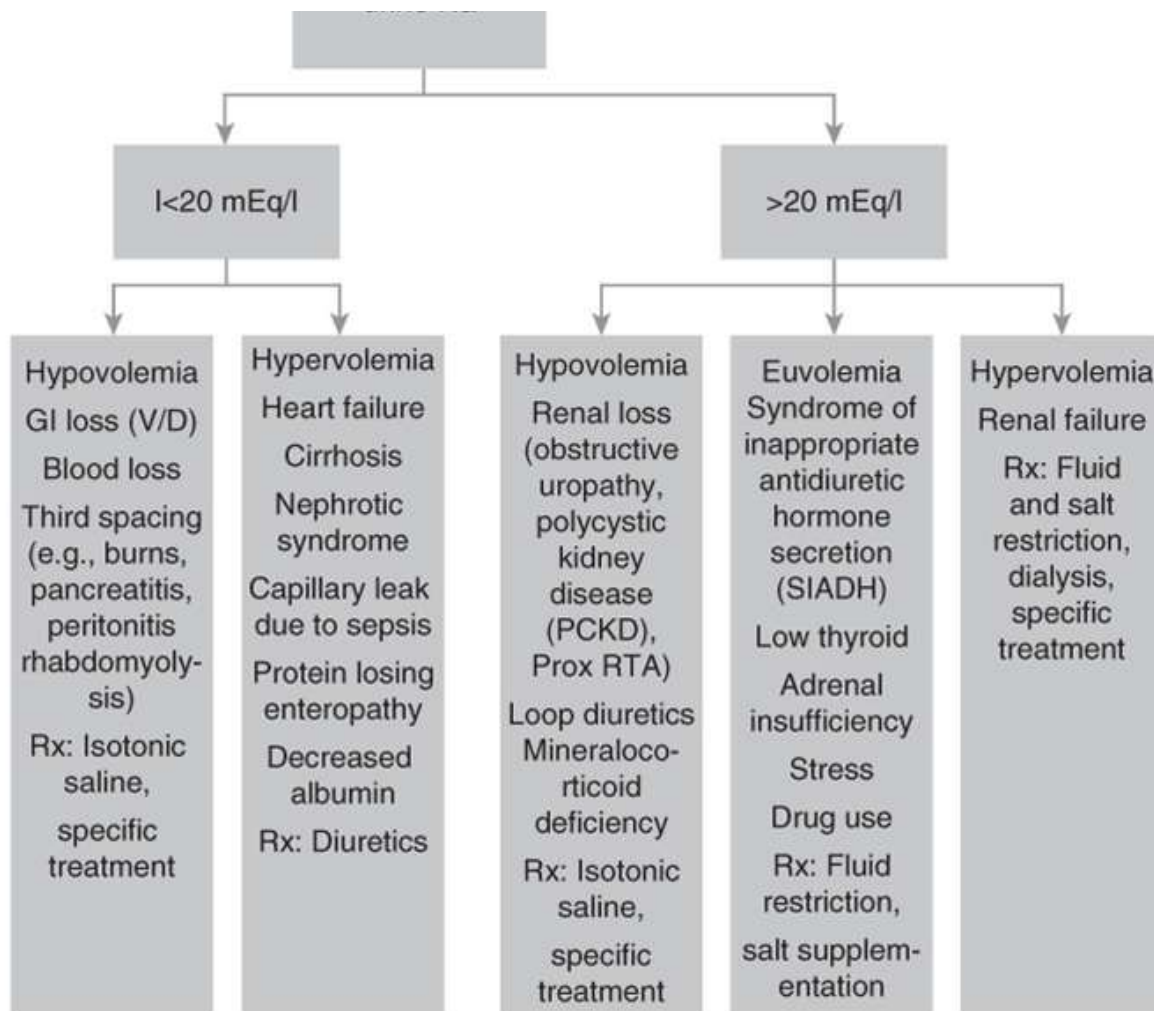 I<20 mEq/l
>20 mEq/l
Hypovolemia
GI loss (V/D)
Blood loss
Third spacing
(e.g., burns,
pancreatitis,
peritonitis
rhabdomyoly-
sis)
Rx: Isotonic
saline,
specific
treatment
Hypervolemia
Heart failure
Cirrhosis
Nephrotic
syndrome
Capillary leak
due to sepsis
Protein losing
enteropathy
Decreased
albumin
Rx: Diuretics
Hypovolemia
Renal loss
(obstructive
uropathy,
polycystic
kidney
disease
(PCKD),
Prox RTA)
Loop diuretics
Mineraloco-
rticoid
deficiency
Rx: Isotonic
saline,
specific
treatment
Euvolemia
Syndrome of
inappropriate
antidiuretic
hormone
secretion
(SIADH)
Low thyroid
Adrenal
insufficiency
Stress
Drug use
Rx: Fluid
restriction,
salt supplem-
entation
Hypervolemia
Renal failure
Rx: Fluid
and salt
restriction,
dialysis,
specific
treatment